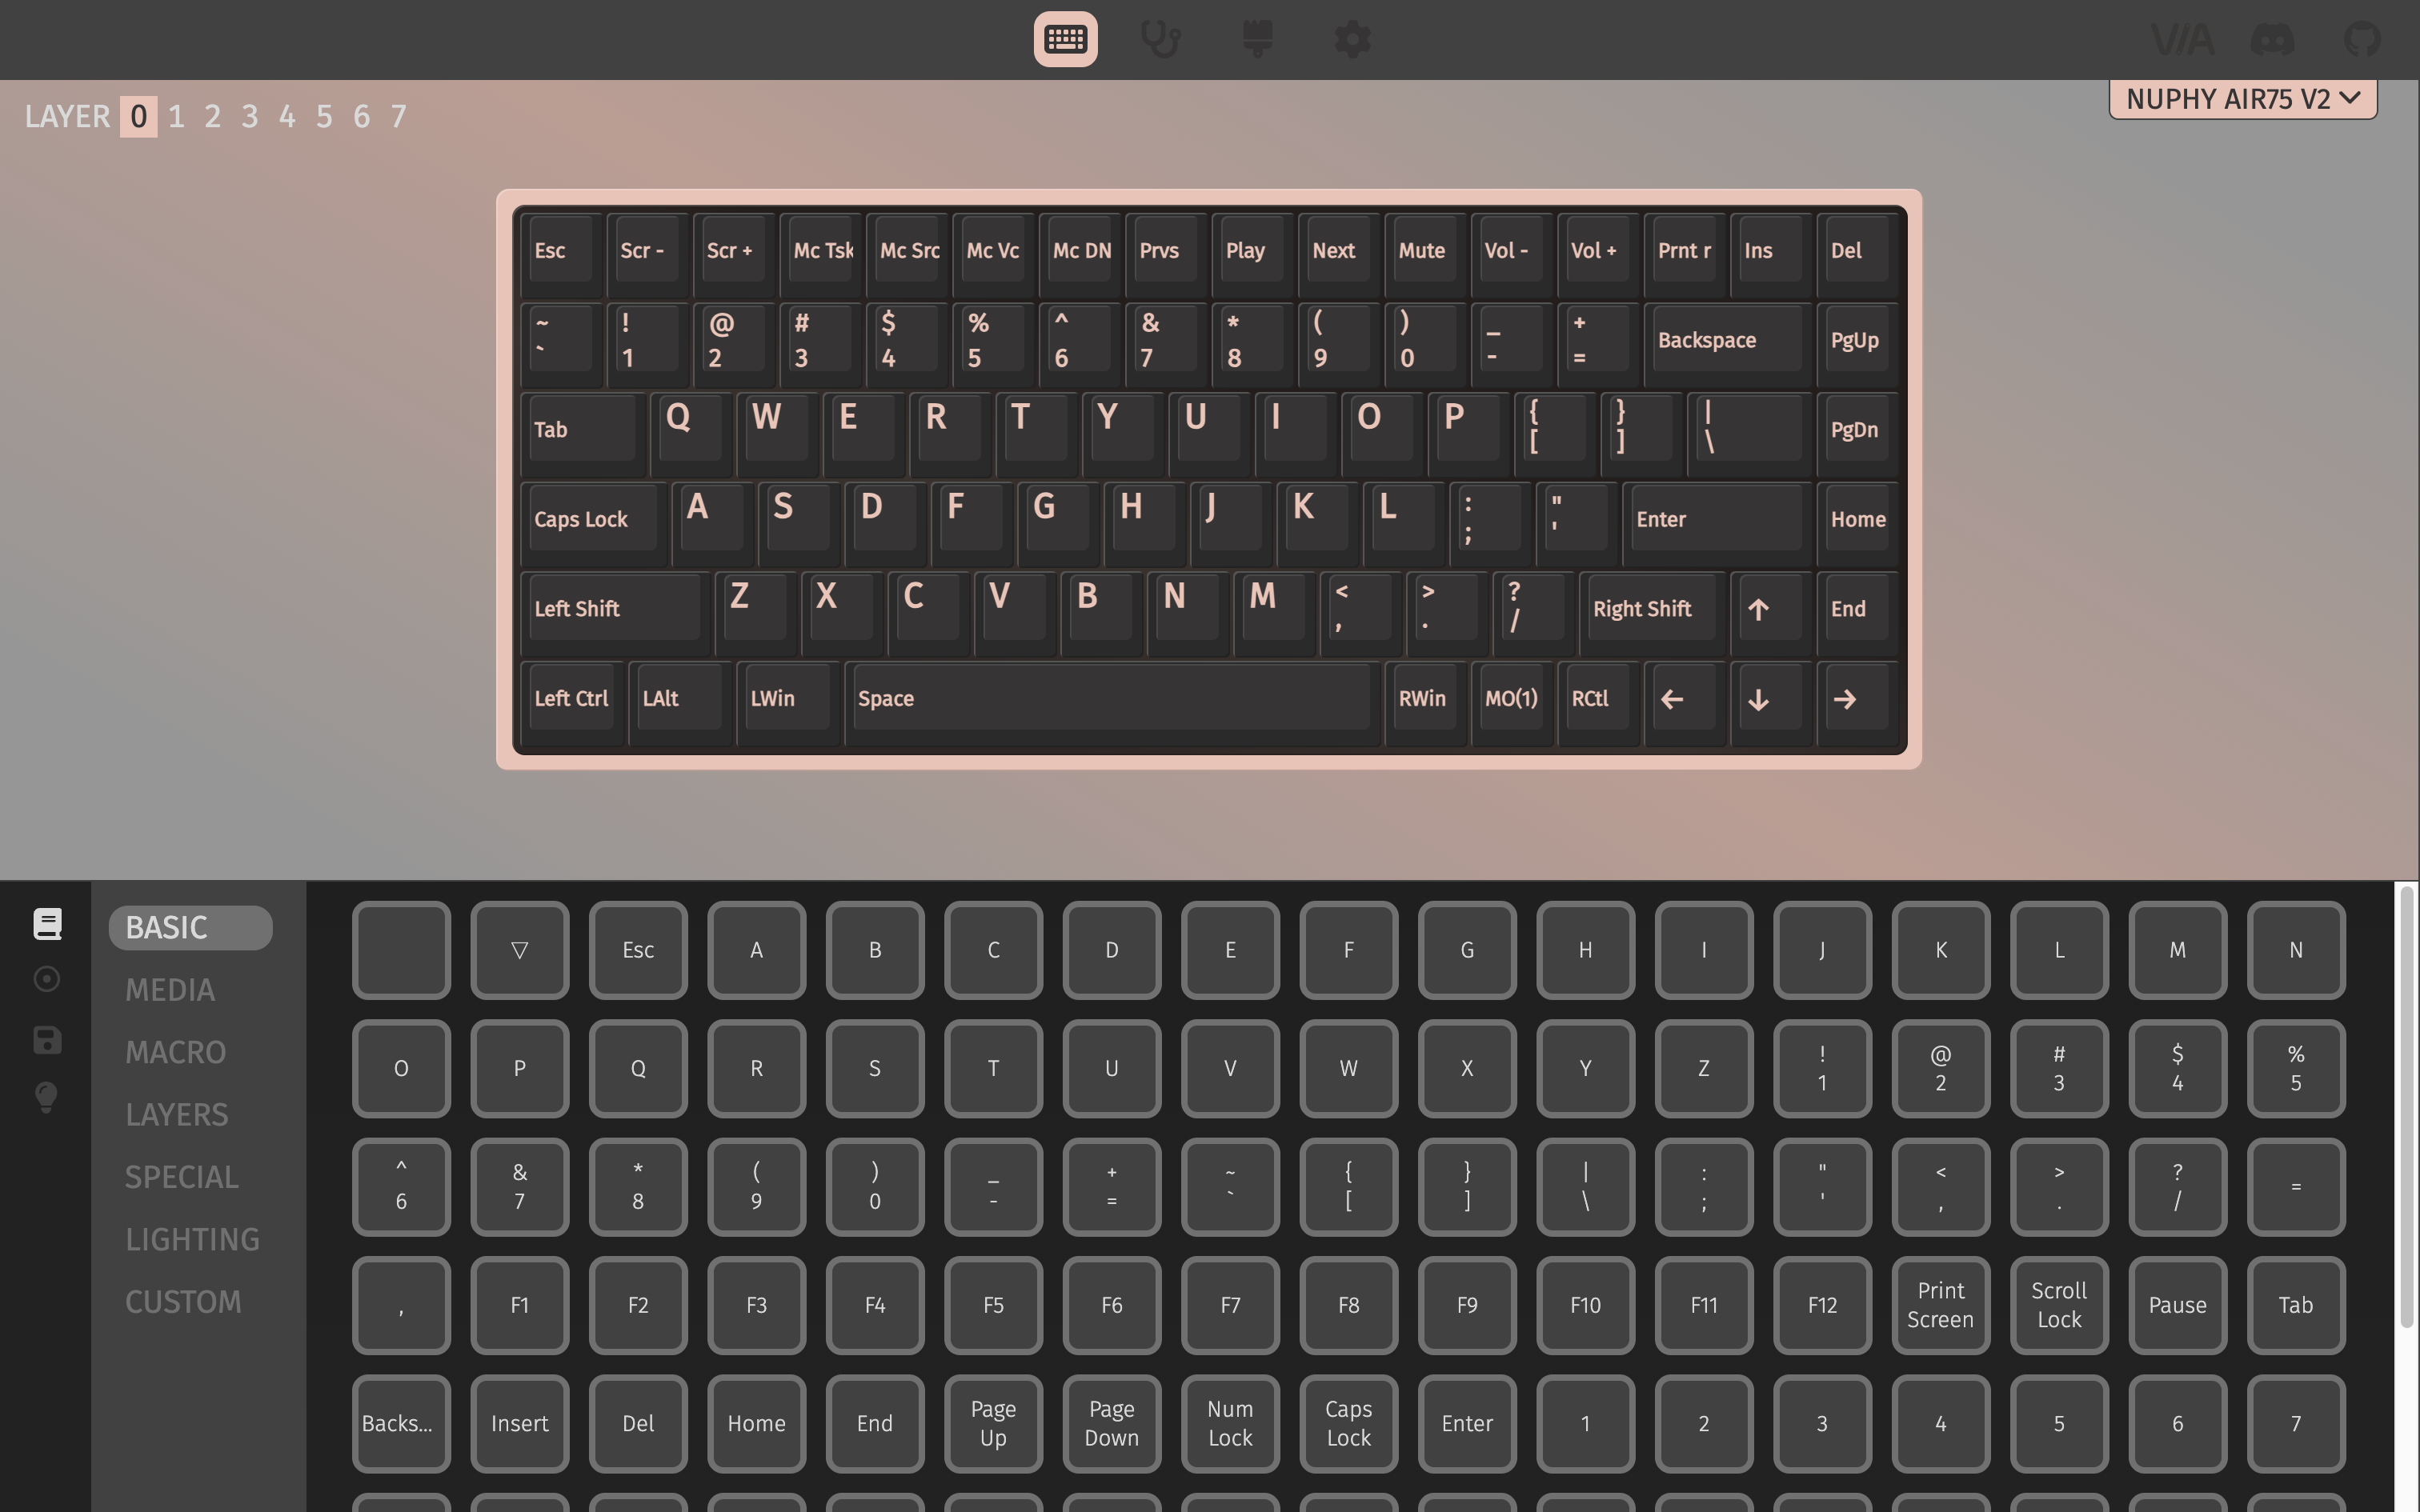 VIA
LAYER 0 1 2 3 4 5 6 7
NUPHY AIR75 V2
Esc Scr - Scr + Mc Tsk Mc Src Mc Vc Mc DN Prvs Play Next Mute Vol - Vol + Prnt r Ins Del
~ ! @ # $ % ^ & * ( ) _ +
` 1 2 3 4 5 6 7 8 9 0 - = Backspace PgUp
Tab Q W E R T Y U I O P { } | PgDn
[ ] \
Caps Lock A S D F G H J K L : " Enter Home
; '
Left Shift Z X C V B N M < > ? Right Shift ↑ End
, . /
Left Ctrl LAlt LWin Space RWin MO(1) RCtl ← ↓ →
BASIC
MEDIA
MACRO
LAYERS
SPECIAL
LIGHTING
CUSTOM
▽ Esc A B C D E F G H I J K L M N
O P Q R S T U V W X Y Z ! @ # $ %
1 2 3 4 5
^ & * ( ) _ + ~ { } | : " < > ? =
6 7 8 9 0 - = ` [ ] \ ; ' , . /
, F1 F2 F3 F4 F5 F6 F7 F8 F9 F10 F11 F12 Print Screen Scroll Lock Pause Tab
Backs... Insert Del Home End Page Up Page Down Num Lock Caps Lock Enter 1 2 3 4 5 6 7